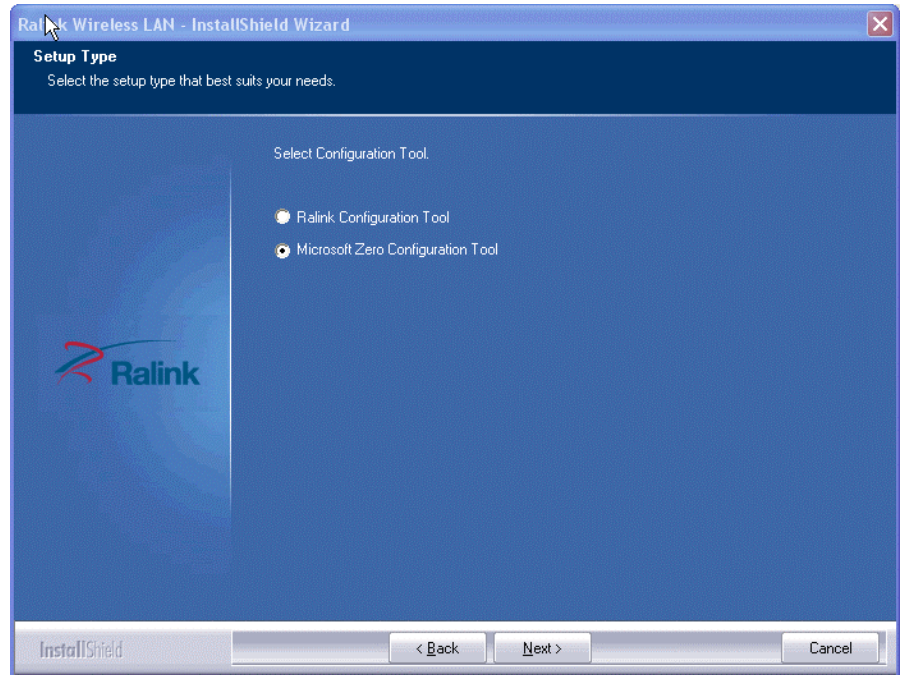 Ralink Wireless LAN - InstallShield Wizard
Setup Type
Select the setup type that best suits your needs.
Select Configuration Tool.
Ralink Configuration Tool
Microsoft Zero Configuration Tool
Ralink
InstallShield
< Back
Next >
Cancel